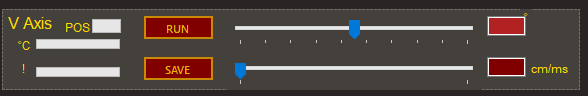 V Axis POS RUN °
°C
! SAVE cm/ms